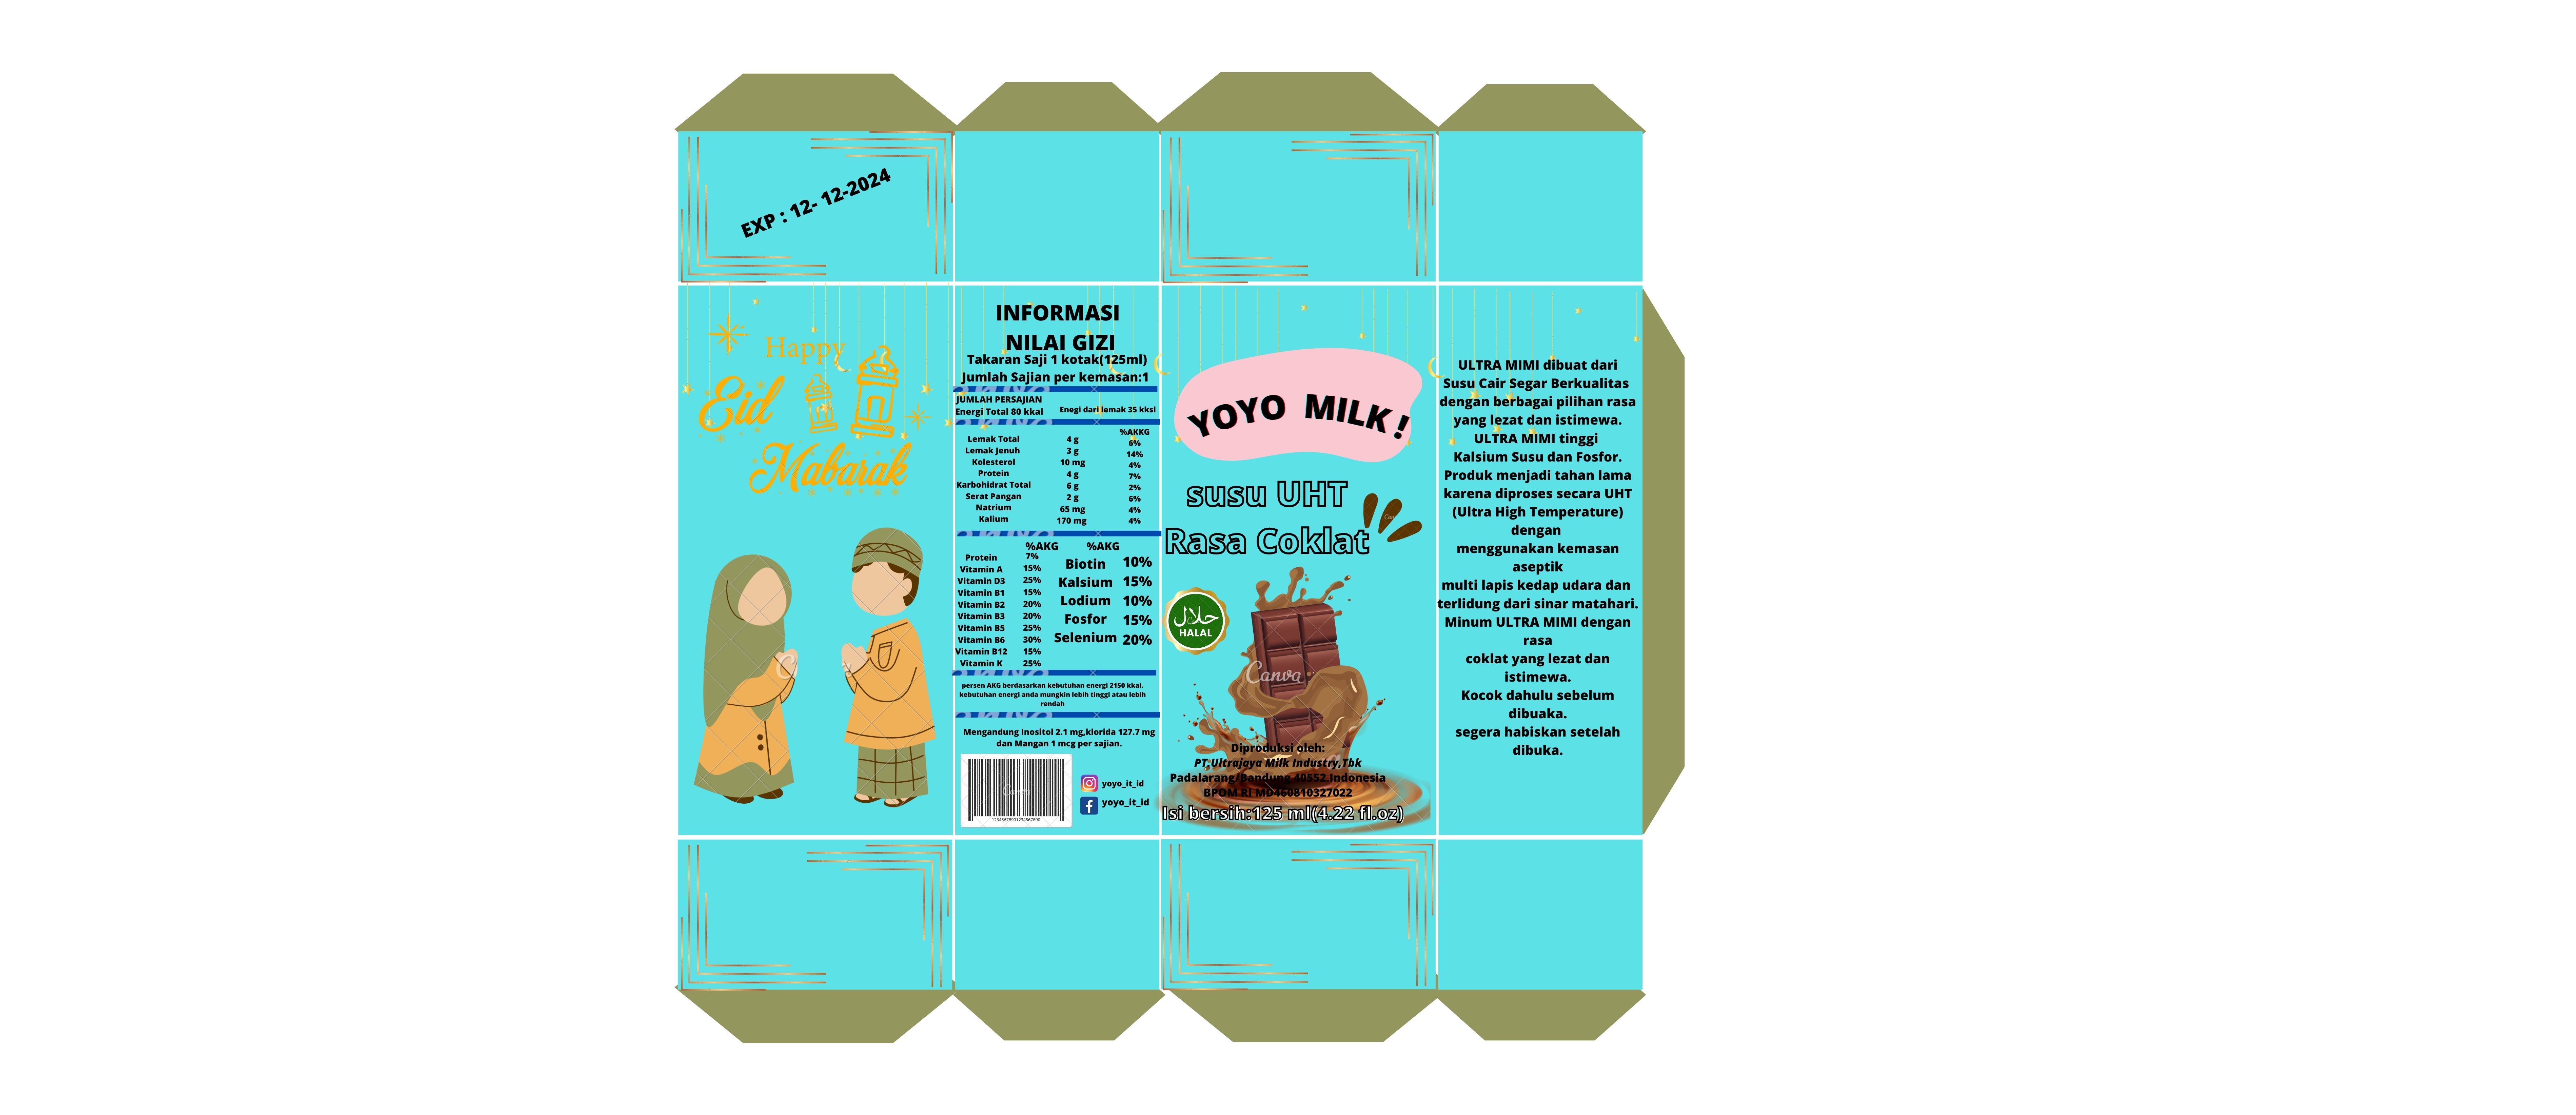 EXP : 12- 12-2024
Happy
Eid
Mabarak
INFORMASI
NILAI GIZI
Takaran Saji 1 kotak(125ml)
Jumlah Sajian per kemasan:1
JUMLAH PERSAJIAN
Energi Total 80 kkal Enegi dari lemak 35 kksl
%AKKG
Lemak Total 4 g 6%
Lemak Jenuh 3 g 14%
Kolesterol 10 mg 4%
Protein 4 g 7%
Karbohidrat Total 6 g 2%
Serat Pangan 2 g 6%
Natrium 65 mg 4%
Kalium 170 mg 4%
%AKG %AKG
Protein 7%
Vitamin A 15%
Vitamin D3 25%
Vitamin B1 15%
Vitamin B2 20%
Vitamin B3 20%
Vitamin B5 25%
Vitamin B6 30%
Vitamin B12 15%
Vitamin K 25%
Biotin 10%
Kalsium 15%
Lodium 10%
Fosfor 15%
Selenium 20%
persen AKG berdasarkan kebutuhan energi 2150 kkal.
kebutuhan energi anda mungkin lebih tinggi atau lebih
rendah
Mengandung Inositol 2.1 mg,klorida 127.7 mg
dan Mangan 1 mcg per sajian.
12345678901234567890
yoyo_it_id
yoyo_it_id
YOYO MILK!
susu UHT
Rasa Coklat
حلال
HALAL
Canva
Diproduksi oleh:
PT,Ultrajaya Milk Industry,Tbk
Padalarang/Bandung 40552.Indonesia
BPOM RI MD460810327022
Isi bersih:125 ml(4.22 fl.oz)
ULTRA MIMI dibuat dari
Susu Cair Segar Berkualitas
dengan berbagai pilihan rasa
yang lezat dan istimewa.
ULTRA MIMI tinggi
Kalsium Susu dan Fosfor.
Produk menjadi tahan lama
karena diproses secara UHT
(Ultra High Temperature)
dengan
menggunakan kemasan
aseptik
multi lapis kedap udara dan
terlidung dari sinar matahari.
Minum ULTRA MIMI dengan
rasa
coklat yang lezat dan
istimewa.
Kocok dahulu sebelum
dibuaka.
segera habiskan setelah
dibuka.